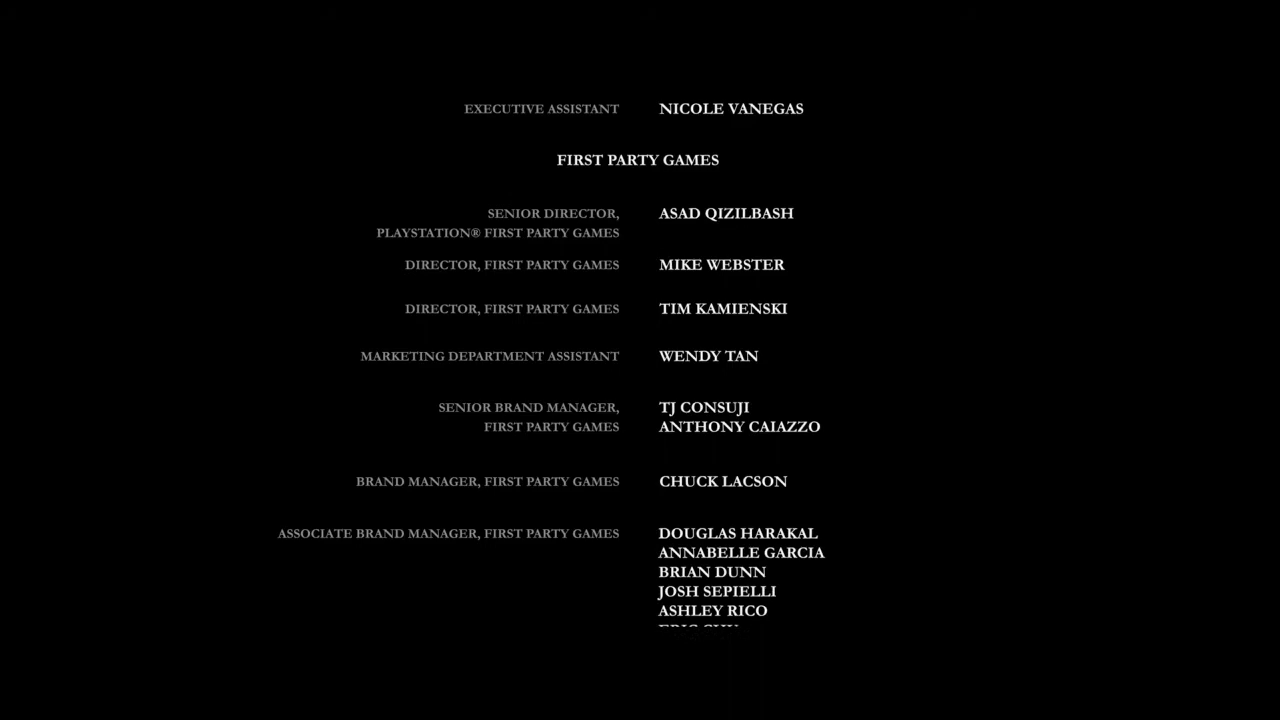 EXECUTIVE ASSISTANT NICOLE VANEGAS
FIRST PARTY GAMES
SENIOR DIRECTOR, ASAD QIZILBASH
PLAYSTATION® FIRST PARTY GAMES
DIRECTOR, FIRST PARTY GAMES MIKE WEBSTER
DIRECTOR, FIRST PARTY GAMES TIM KAMIENSKI
MARKETING DEPARTMENT ASSISTANT WENDY TAN
SENIOR BRAND MANAGER, TJ CONSUJI
FIRST PARTY GAMES ANTHONY CAIAZZO
BRAND MANAGER, FIRST PARTY GAMES CHUCK LACSON
ASSOCIATE BRAND MANAGER, FIRST PARTY GAMES DOUGLAS HARAKAL
ANNABELLE GARCIA
BRIAN DUNN
JOSH SEPIELLI
ASHLEY RICO